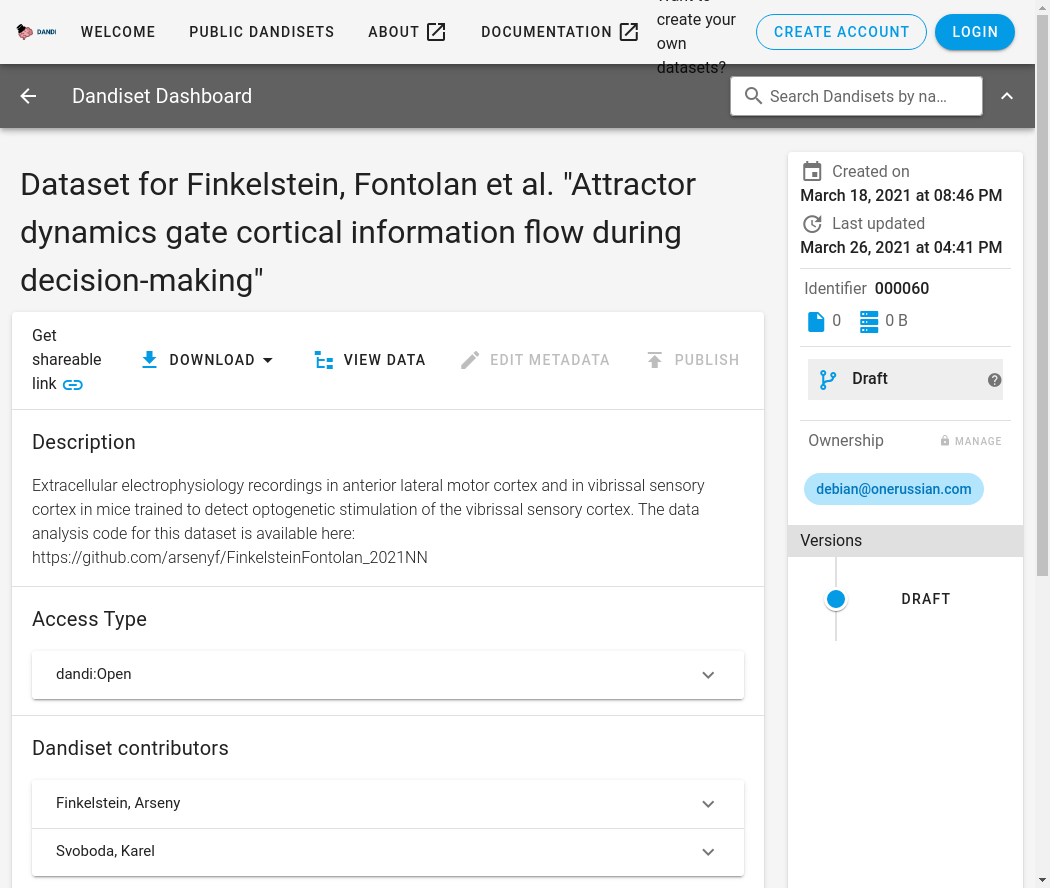 DANDI
WELCOME
PUBLIC DANDISETS
ABOUT
DOCUMENTATION
create your
own
datasets?
CREATE ACCOUNT
LOGIN
Dandiset Dashboard
Search Dandisets by na…
Dataset for Finkelstein, Fontolan et al. "Attractor
dynamics gate cortical information flow during
decision-making"
Get
shareable
link
DOWNLOAD
VIEW DATA
EDIT METADATA
PUBLISH
Description
Extracellular electrophysiology recordings in anterior lateral motor cortex and in vibrissal sensory
cortex in mice trained to detect optogenetic stimulation of the vibrissal sensory cortex. The data
analysis code for this dataset is available here:
https://github.com/arsenyf/FinkelsteinFontolan_2021NN
Access Type
dandi:Open
Dandiset contributors
Finkelstein, Arseny
Svoboda, Karel
Created on
March 18, 2021 at 08:46 PM
Last updated
March 26, 2021 at 04:41 PM
Identifier 000060
0
0 B
Draft
Ownership
MANAGE
debian@onerussian.com
Versions
DRAFT